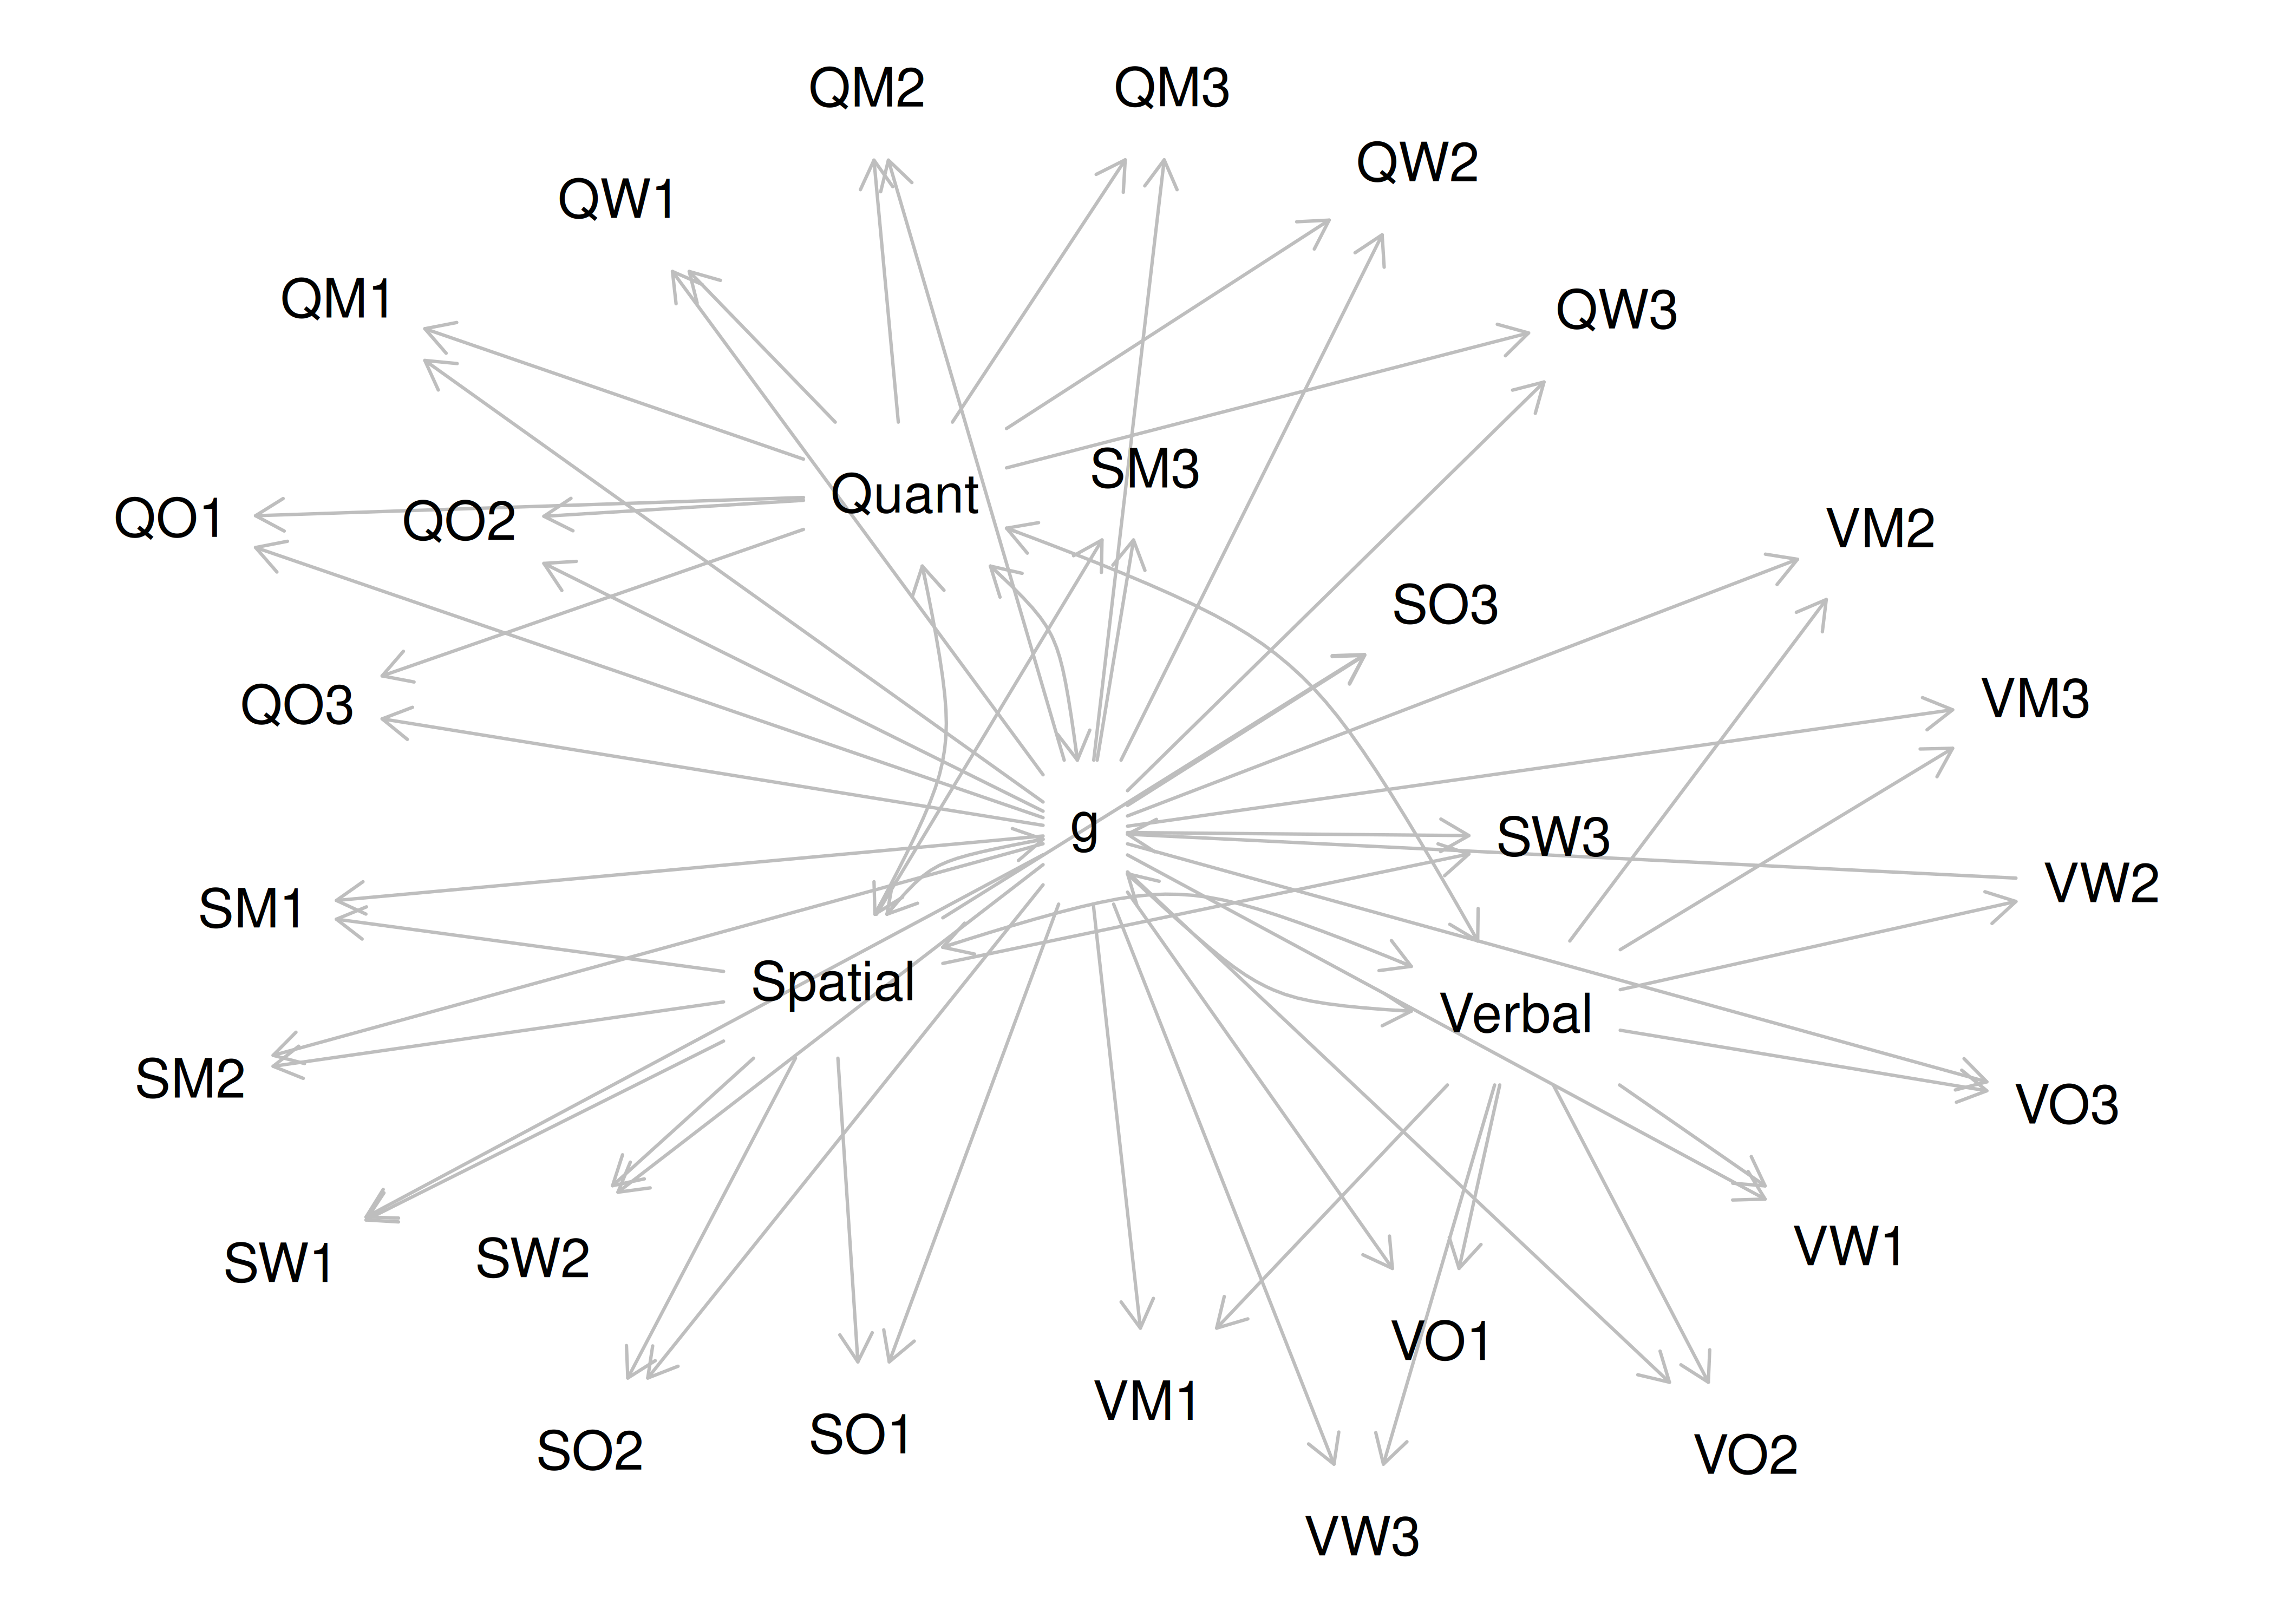 QM2
QM3
QW2
QW1
QM1
QW3
SM3
Quant
QO1
QO2
VM2
SO3
VM3
QO3
g
SW3
VW2
SM1
Spatial
Verbal
SM2
VO3
VW1
SW2
SW1
VO1
VM1
SO1
SO2
VO2
VW3